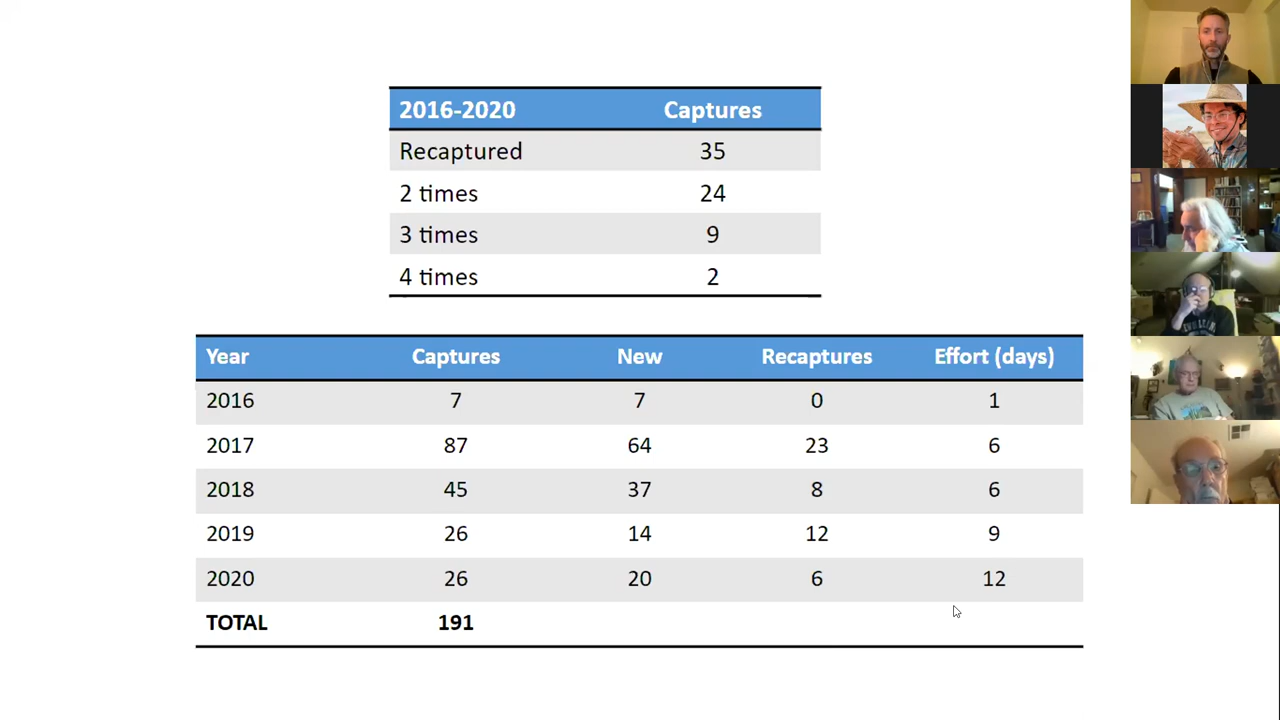 2016-2020 Captures
Recaptured 35
2 times 24
3 times 9
4 times 2
Year Captures New Recaptures Effort (days)
2016 7 7 0 1
2017 87 64 23 6
2018 45 37 8 6
2019 26 14 12 9
2020 26 20 6 12
TOTAL 191